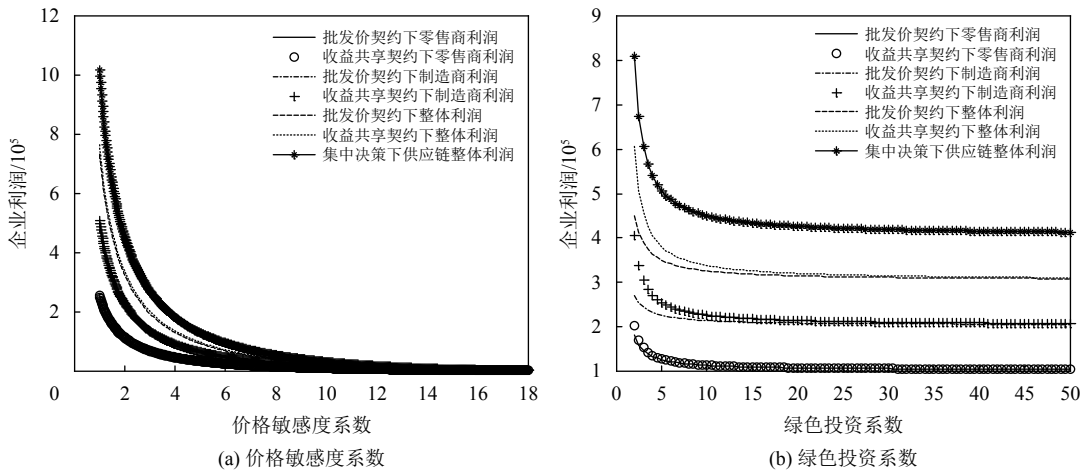 12
10
8
6
4
2
0
企业利润/10⁵
批发价契约下零售商利润
收益共享契约下零售商利润
批发价契约下制造商利润
收益共享契约下制造商利润
批发价契约下整体利润
收益共享契约下整体利润
集中决策下供应链整体利润
2 4 6 8 10 12 14 16 18
价格敏感度系数
(a) 价格敏感度系数
9
8
7
6
5
4
3
2
1
企业利润/10⁵
批发价契约下零售商利润
收益共享契约下零售商利润
批发价契约下制造商利润
收益共享契约下制造商利润
批发价契约下整体利润
收益共享契约下整体利润
集中决策下供应链整体利润
0 5 10 15 20 25 30 35 40 45 50
绿色投资系数
(b) 绿色投资系数